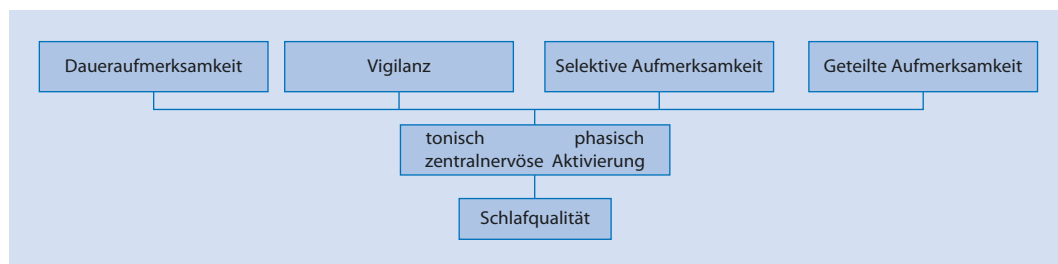 Daueraufmerksamkeit
Vigilanz
Selektive Aufmerksamkeit
Geteilte Aufmerksamkeit
tonisch phasisch
zentralnervöse Aktivierung
Schlafqualität